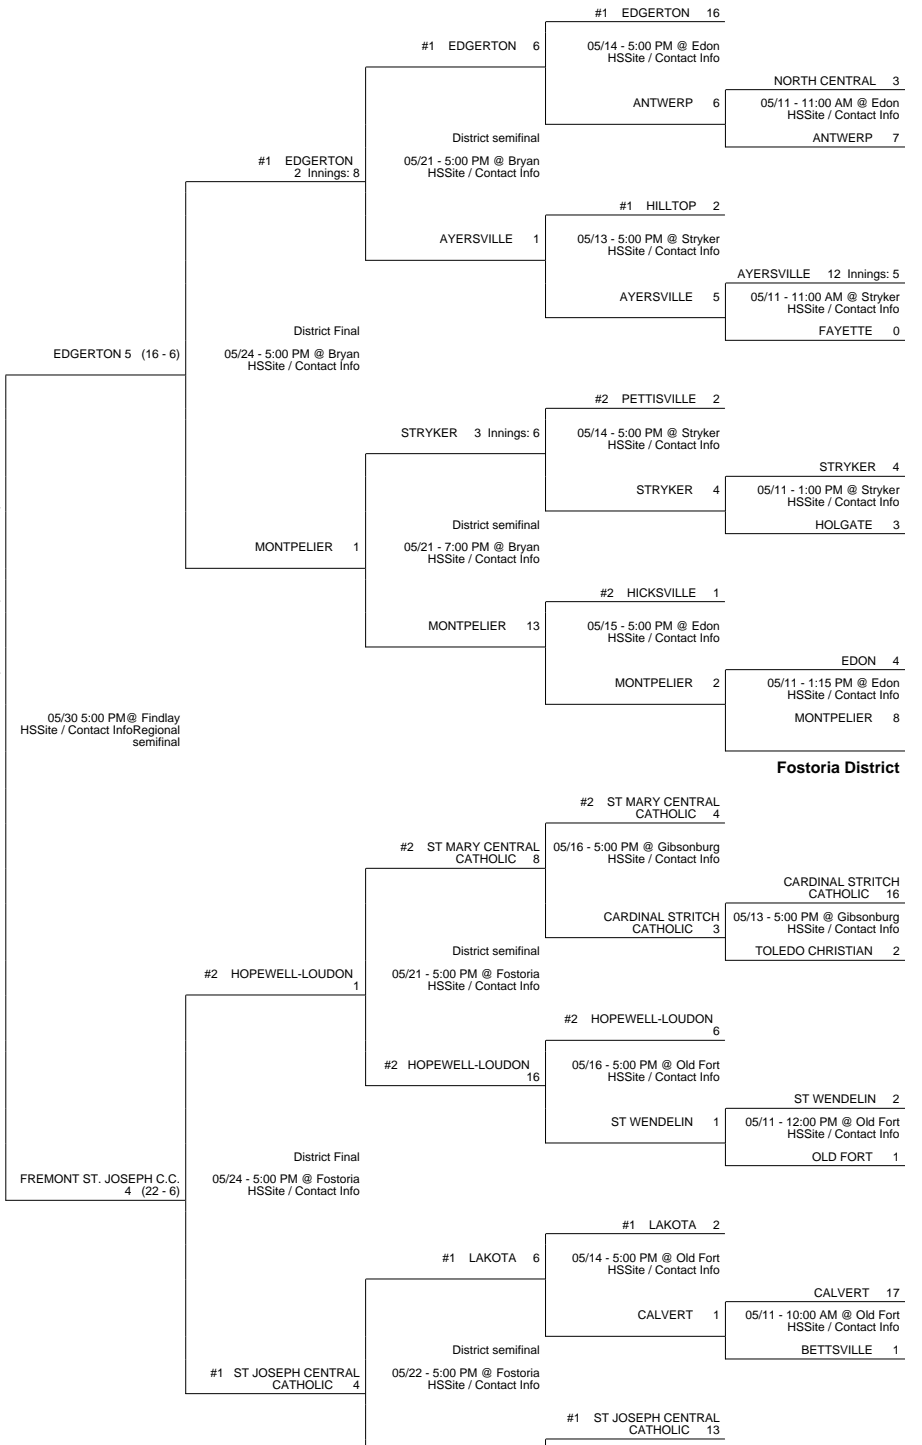 #1 EDGERTON 16
#1 EDGERTON 6
05/14 - 5:00 PM @ Edon
HSSite / Contact Info
NORTH CENTRAL 3
ANTWERP 6
05/11 - 11:00 AM @ Edon
HSSite / Contact Info
District semifinal
ANTWERP 7
#1 EDGERTON
2 Innings: 8
05/21 - 5:00 PM @ Bryan
HSSite / Contact Info
#1 HILLTOP 2
AYERSVILLE 1
05/13 - 5:00 PM @ Stryker
HSSite / Contact Info
AYERSVILLE 12 Innings: 5
AYERSVILLE 5
05/11 - 11:00 AM @ Stryker
HSSite / Contact Info
District Final
FAYETTE 0
EDGERTON 5 (16 - 6)
05/24 - 5:00 PM @ Bryan
HSSite / Contact Info
#2 PETTISVILLE 2
STRYKER 3 Innings: 6
05/14 - 5:00 PM @ Stryker
HSSite / Contact Info
STRYKER 4
STRYKER 4
05/11 - 1:00 PM @ Stryker
HSSite / Contact Info
District semifinal
HOLGATE 3
MONTPELIER 1
05/21 - 7:00 PM @ Bryan
HSSite / Contact Info
#2 HICKSVILLE 1
MONTPELIER 13
05/15 - 5:00 PM @ Edon
HSSite / Contact Info
EDON 4
MONTPELIER 2
05/11 - 1:15 PM @ Edon
HSSite / Contact Info
MONTPELIER 8
05/30 5:00 PM@ Findlay
HSSite / Contact InfoRegional
semifinal
Fostoria District
#2 ST MARY CENTRAL
CATHOLIC 4
#2 ST MARY CENTRAL
CATHOLIC 8
05/16 - 5:00 PM @ Gibsonburg
HSSite / Contact Info
CARDINAL STRITCH
CATHOLIC 16
CARDINAL STRITCH
CATHOLIC 3
05/13 - 5:00 PM @ Gibsonburg
HSSite / Contact Info
District semifinal
TOLEDO CHRISTIAN 2
#2 HOPEWELL-LOUDON
1
05/21 - 5:00 PM @ Fostoria
HSSite / Contact Info
#2 HOPEWELL-LOUDON
6
#2 HOPEWELL-LOUDON
16
05/16 - 5:00 PM @ Old Fort
HSSite / Contact Info
ST WENDELIN 2
ST WENDELIN 1
05/11 - 12:00 PM @ Old Fort
HSSite / Contact Info
District Final
OLD FORT 1
FREMONT ST. JOSEPH C.C.
4 (22 - 6)
05/24 - 5:00 PM @ Fostoria
HSSite / Contact Info
#1 LAKOTA 2
#1 LAKOTA 6
05/14 - 5:00 PM @ Old Fort
HSSite / Contact Info
CALVERT 17
CALVERT 1
05/11 - 10:00 AM @ Old Fort
HSSite / Contact Info
District semifinal
BETTSVILLE 1
#1 ST JOSEPH CENTRAL
CATHOLIC 4
05/22 - 5:00 PM @ Fostoria
HSSite / Contact Info
#1 ST JOSEPH CENTRAL
CATHOLIC 13